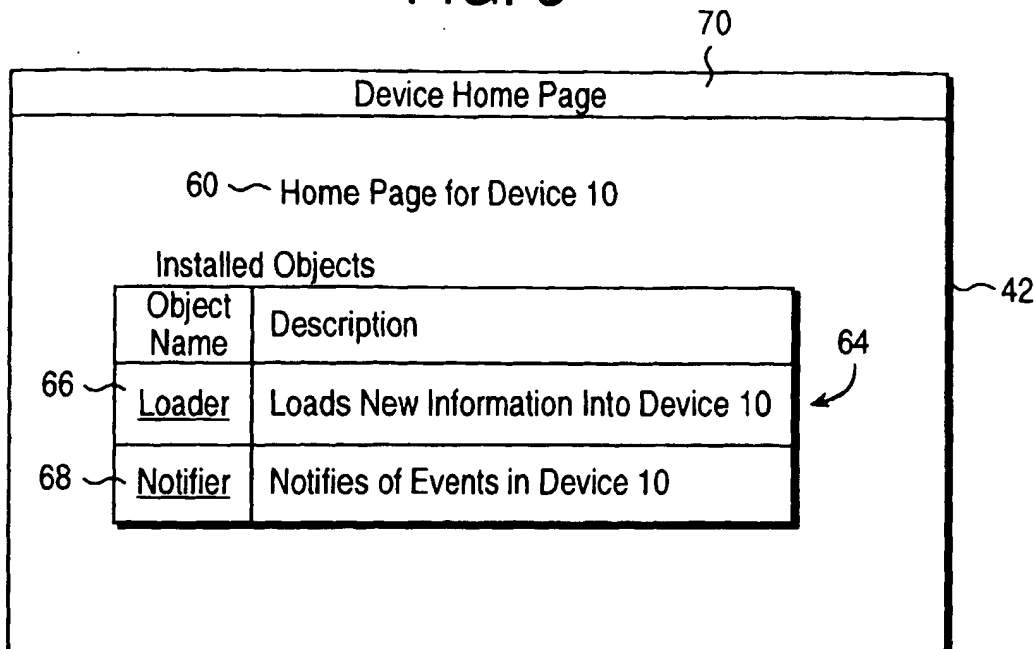 70
Device Home Page
60 Home Page for Device 10
Installed Objects
Object Name Description
42
64
66 Loader Loads New Information Into Device 10
68 Notifier Notifies of Events in Device 10